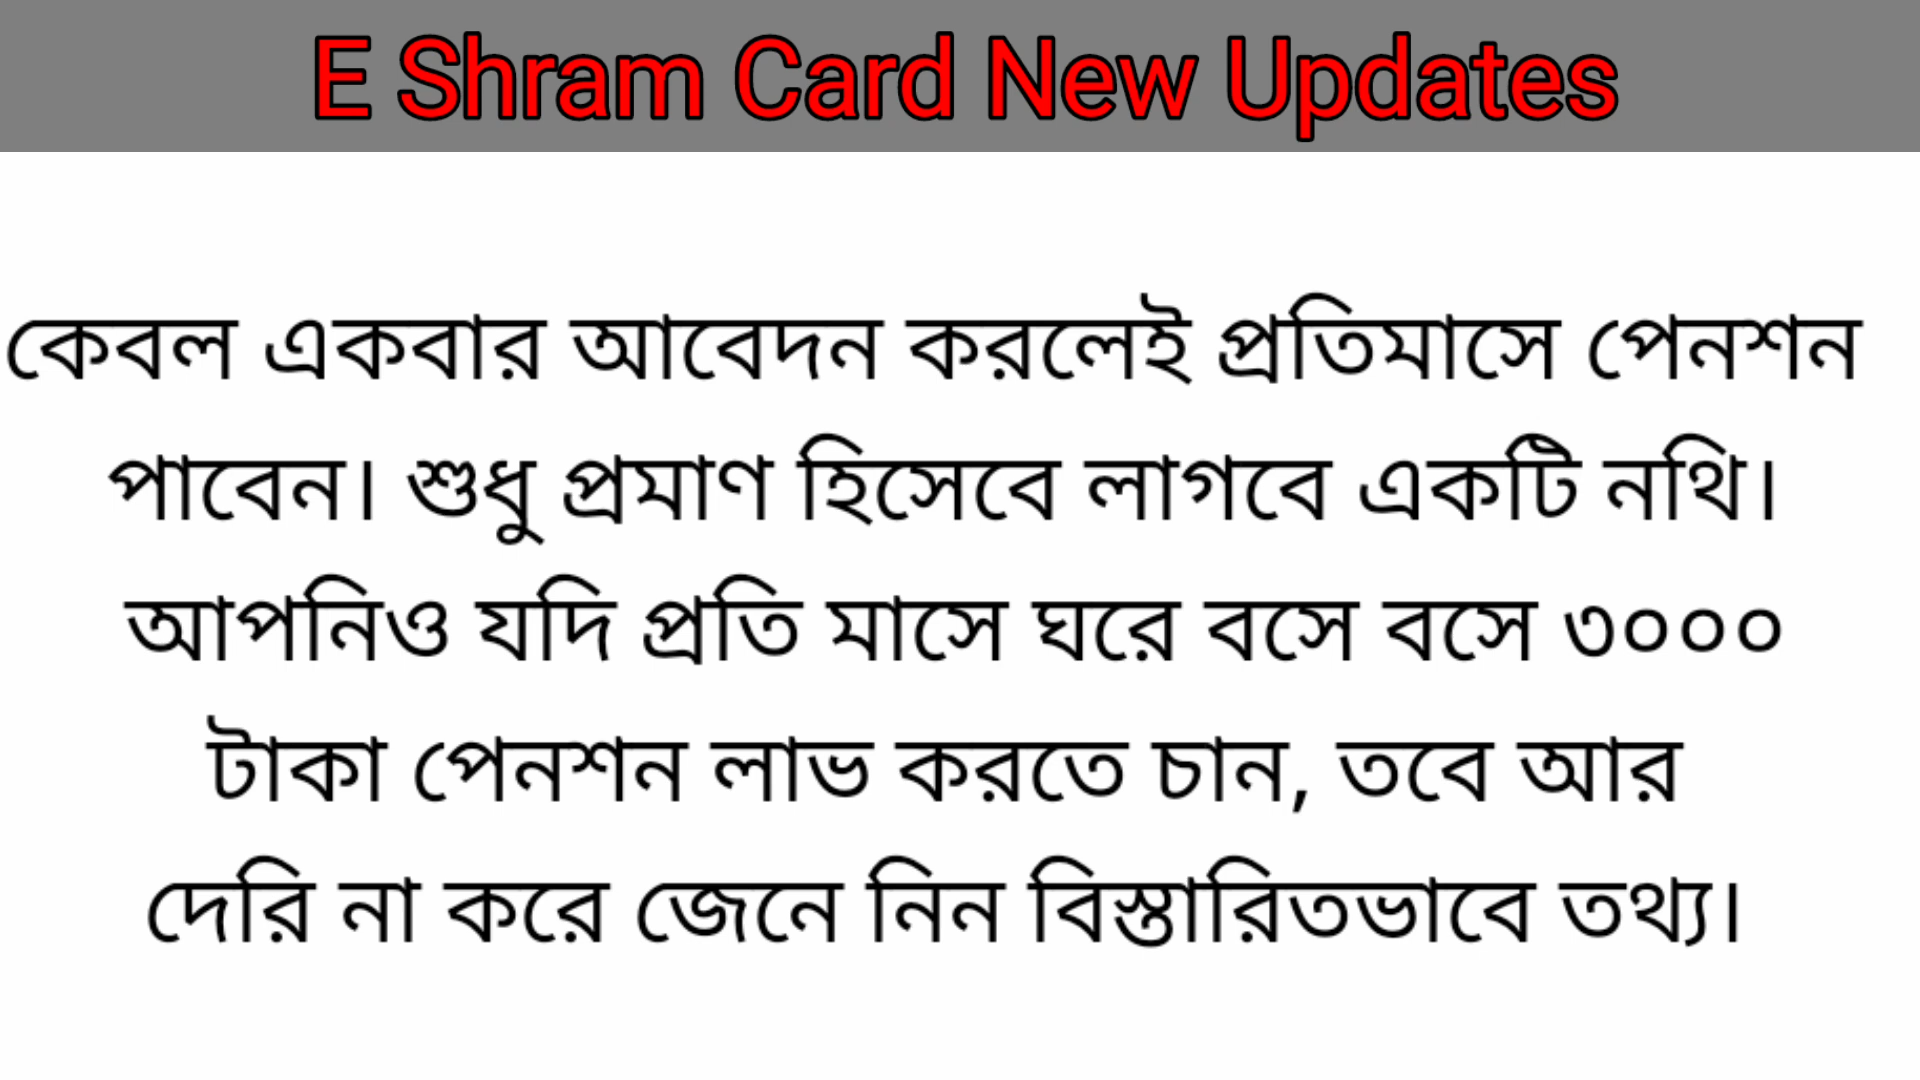 E Shram Card New Updates
কেবল একবার আবেদন করলেই প্রতিমাসে পেনশন
পাবেন। শুধু প্রমাণ হিসেবে লাগবে একটি নথি।
আপনিও যদি প্রতি মাসে ঘরে বসে বসে ৩০০০
টাকা পেনশন লাভ করতে চান, তবে আর
দেরি না করে জেনে নিন বিস্তারিতভাবে তথ্য।